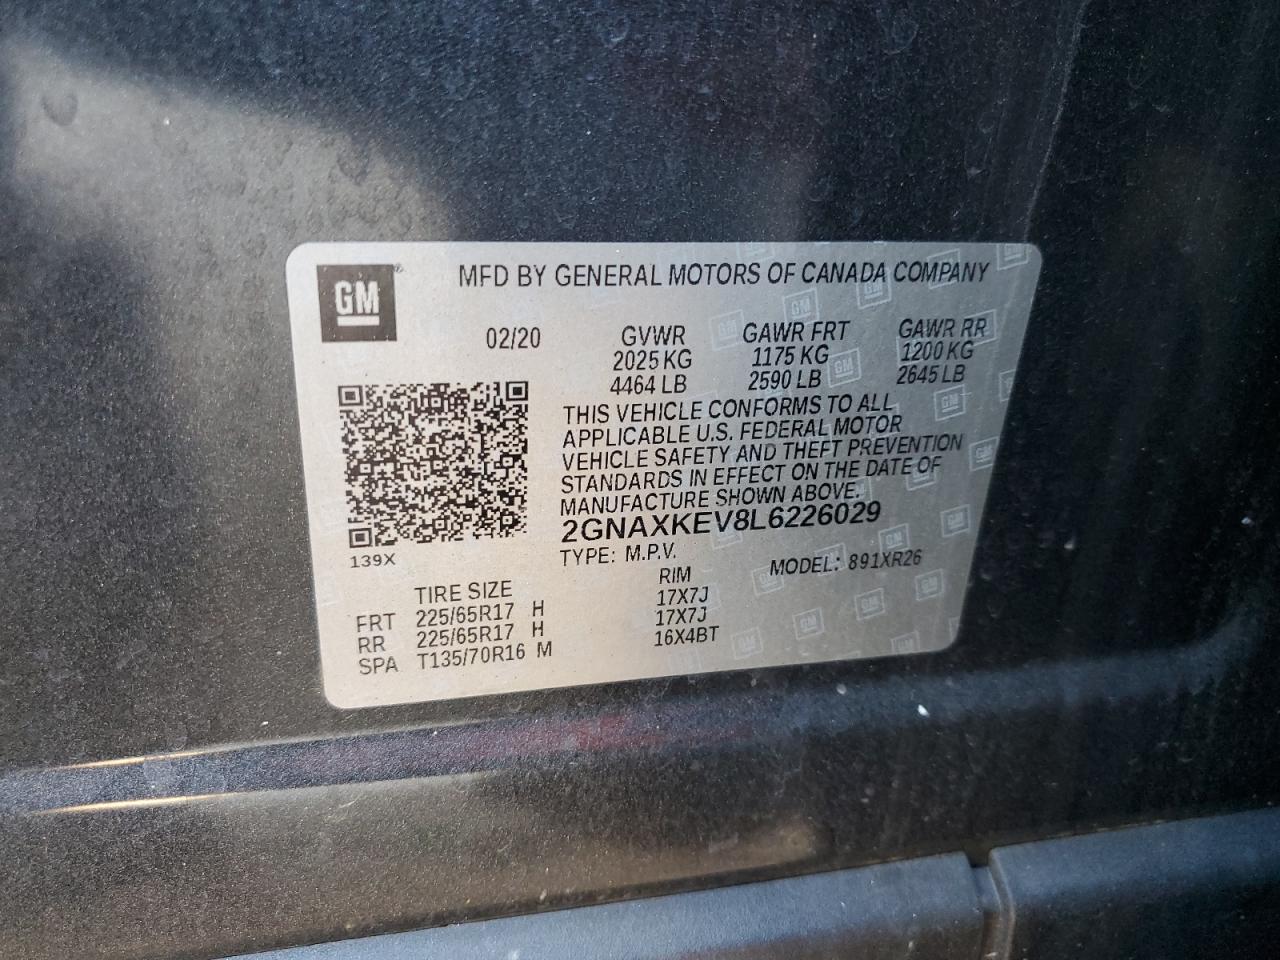 GM
MFD BY GENERAL MOTORS OF CANADA COMPANY
02/20 GVWR GAWR FRT GAWR RR
2025 KG 1175 KG 1200 KG
4464 LB 2590 LB 2645 LB
THIS VEHICLE CONFORMS TO ALL
APPLICABLE U.S. FEDERAL MOTOR
VEHICLE SAFETY AND THEFT PREVENTION
STANDARDS IN EFFECT ON THE DATE OF
MANUFACTURE SHOWN ABOVE.
2GNAXKEV8L6226029
139X TYPE: M.P.V. MODEL: 891XR26
TIRE SIZE RIM
FRT 225/65R17 H 17X7J
RR 225/65R17 H 17X7J
SPA T135/70R16 M 16X4BT